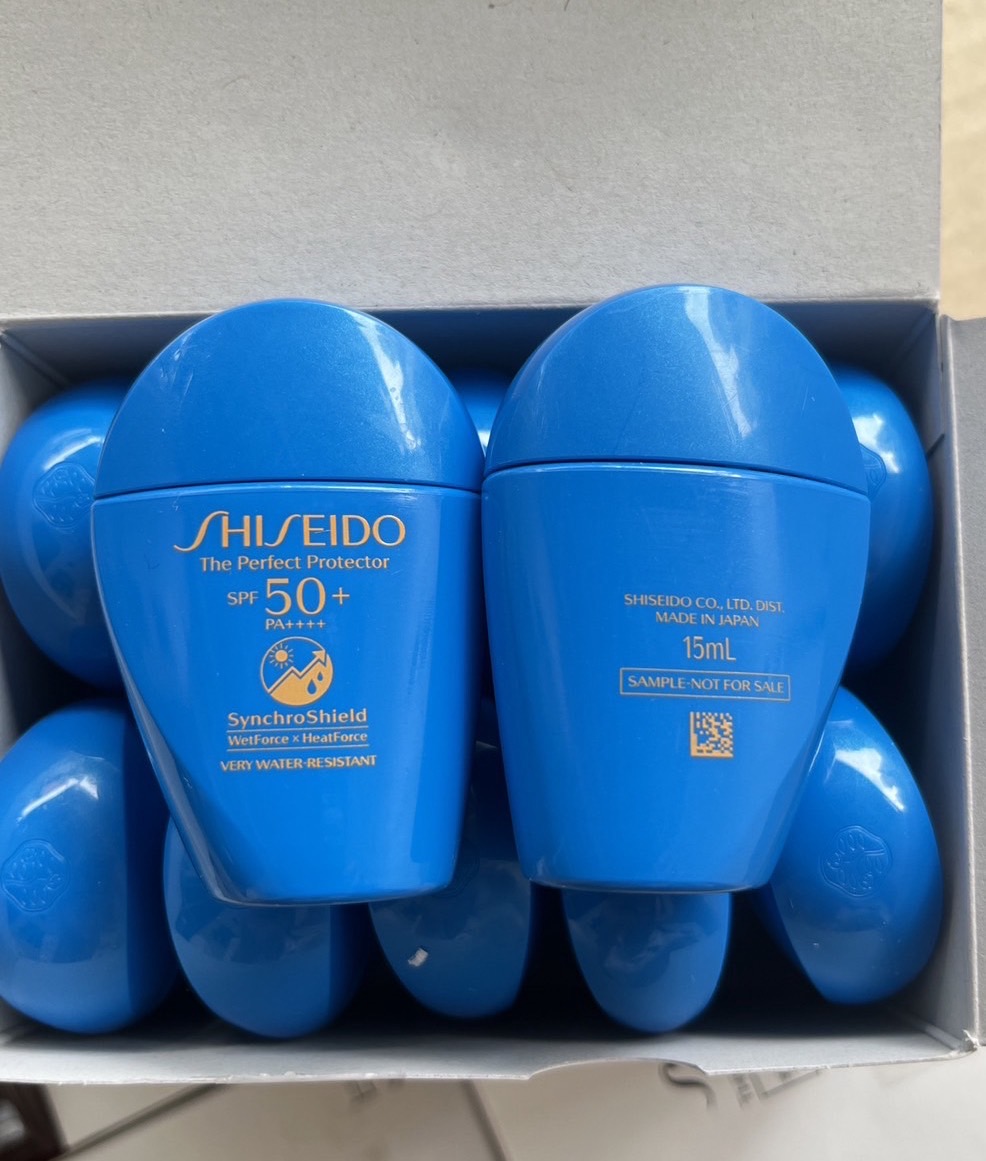 SHISEIDO
The Perfect Protector
SPF 50+
PA++++
SynchroShield
WetForce × HeatForce
VERY WATER-RESISTANT
SHISEIDO CO., LTD. DIST.
MADE IN JAPAN
15mL
SAMPLE-NOT FOR SALE